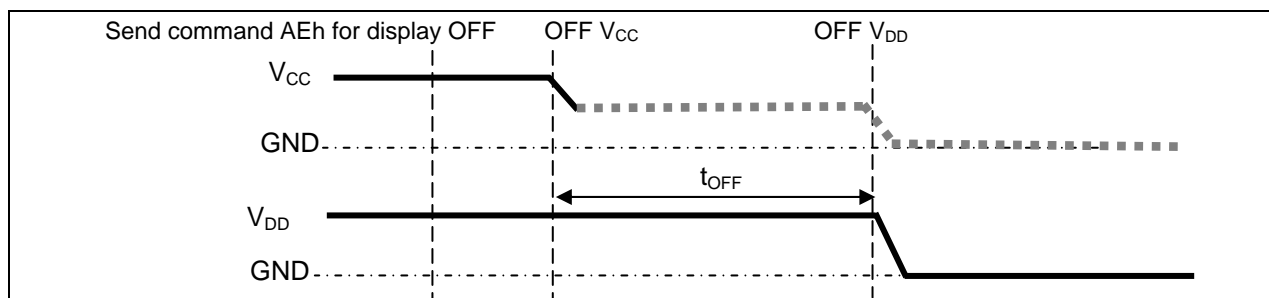 Send command AEh for display OFF OFF VCC OFF VDD
VCC
GND
tOFF
VDD
GND